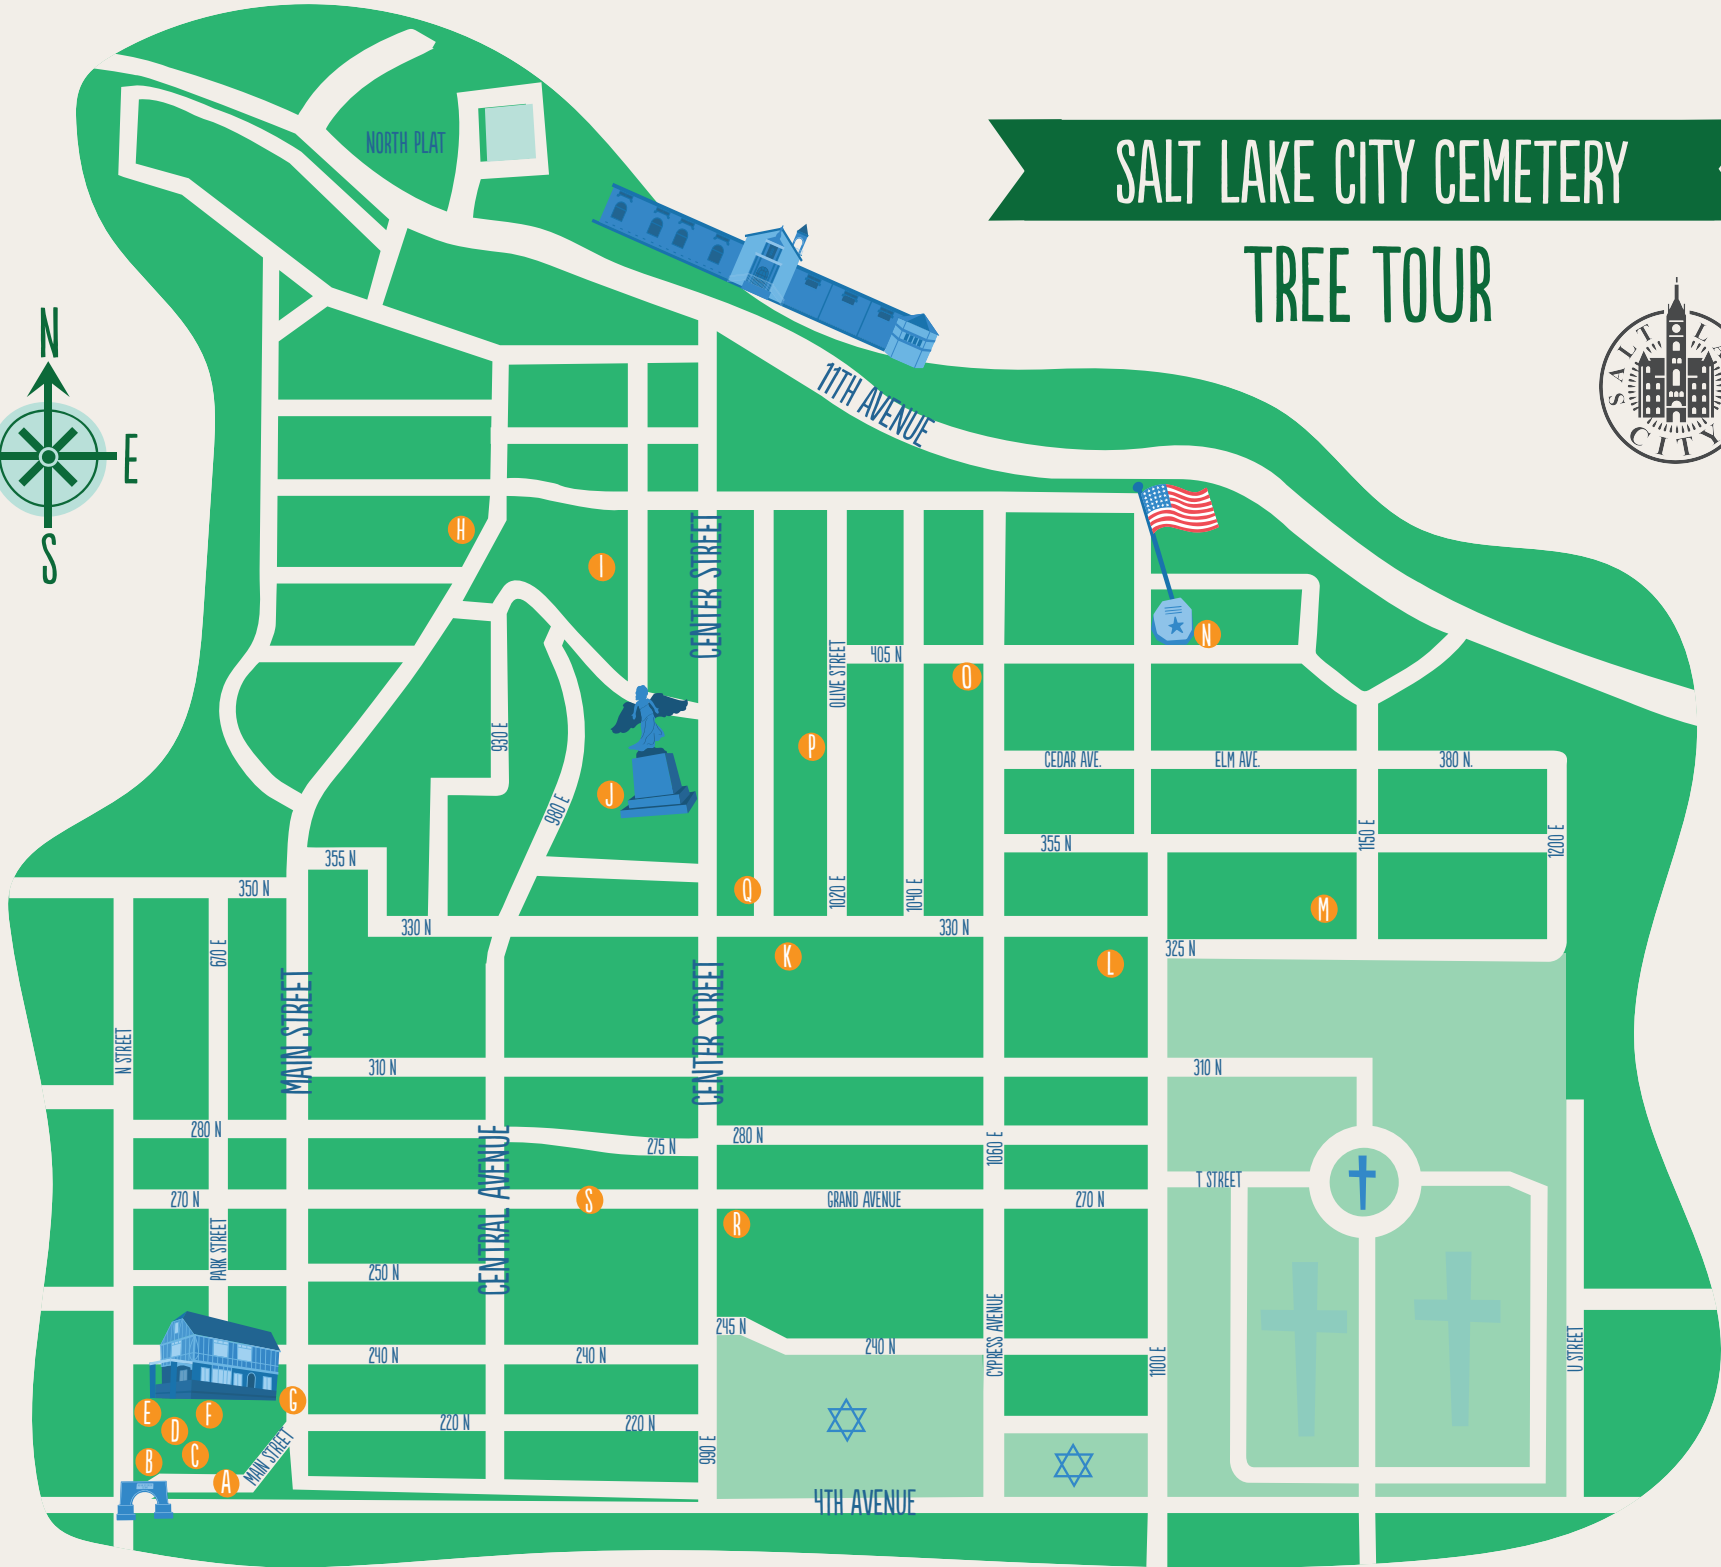 SALT LAKE CITY CEMETERY
TREE TOUR
NORTH PLAT
N
E
S
SALT LA
CITY
11TH AVENUE
H
I
CENTER STREET
N
405 N
OLIVE STREET
O
930 E
P
CEDAR AVE.
ELM AVE.
380 N.
J
980 E
355 N
1150 E
1200 E
355 N
350 N
Q
1020 E
1040 E
M
330 N
330 N
670 E
325 N
K
L
MAIN STREET
CENTER STREET
N STREET
310 N
310 N
280 N
275 N
280 N
1060 E
T STREET
270 N
S
GRAND AVENUE
270 N
CENTRAL AVENUE
R
PARK STREET
250 N
245 N
240 N
CYPRESS AVENUE
240 N
240 N
1100 E
U STREET
G
E
F
D
220 N
220 N
990 E
B
C
MAIN STREET
A
4TH AVENUE